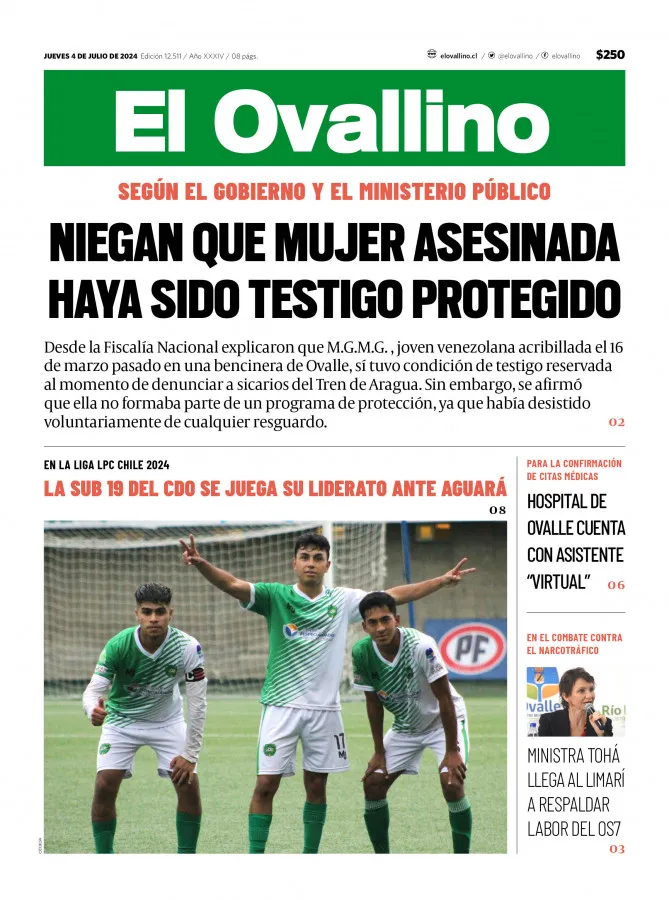 JUEVES 4 DE JULIO DE 2024 Edición 12.511 / Año XXXIV / 08 págs.
elovallino.cl / @elovallino / elovallino
$250
El Ovallino
SEGÚN EL GOBIERNO Y EL MINISTERIO PÚBLICO
NIEGAN QUE MUJER ASESINADA
HAYA SIDO TESTIGO PROTEGIDO
Desde la Fiscalía Nacional explicaron que M.G.M.G. , joven venezolana acribillada el 16
de marzo pasado en una bencinera de Ovalle, sí tuvo condición de testigo reservada
al momento de denunciar a sicarios del Tren de Aragua. Sin embargo, se afirmó
que ella no formaba parte de un programa de protección, ya que había desistido
voluntariamente de cualquier resguardo.
02
EN LA LIGA LPC CHILE 2024
LA SUB 19 DEL CDO SE JUEGA SU LIDERATO ANTE AGUARÁ
08
PF
17
PARA LA CONFIRMACIÓN
DE CITAS MÉDICAS
HOSPITAL DE
OVALLE CUENTA
CON ASISTENTE
“VIRTUAL”
06
EN EL COMBATE CONTRA
EL NARCOTRÁFICO
Ovalle
Río
MINISTRA TOHÁ
LLEGA AL LIMARÍ
A RESPALDAR
LABOR DEL OS7
03